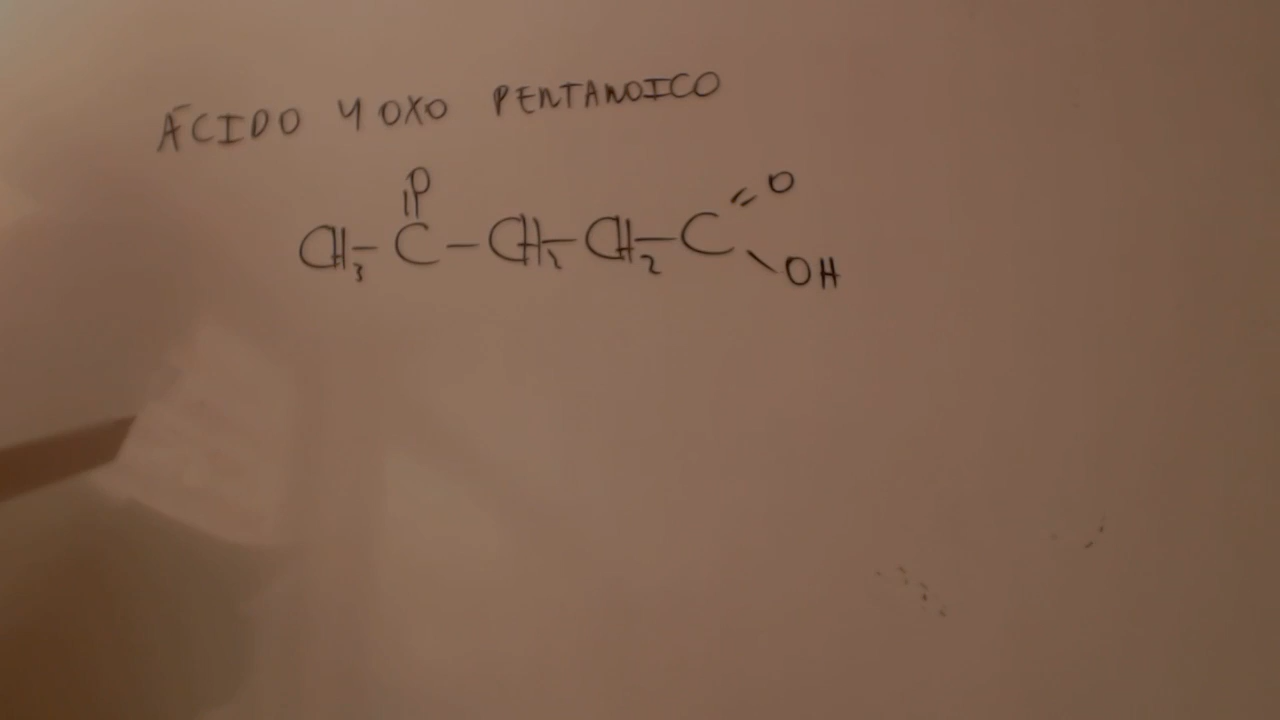 ÁCIDO 4 OXO PENTANOICO
O
CH3 - C - CH2 - CH2 - C = O
OH